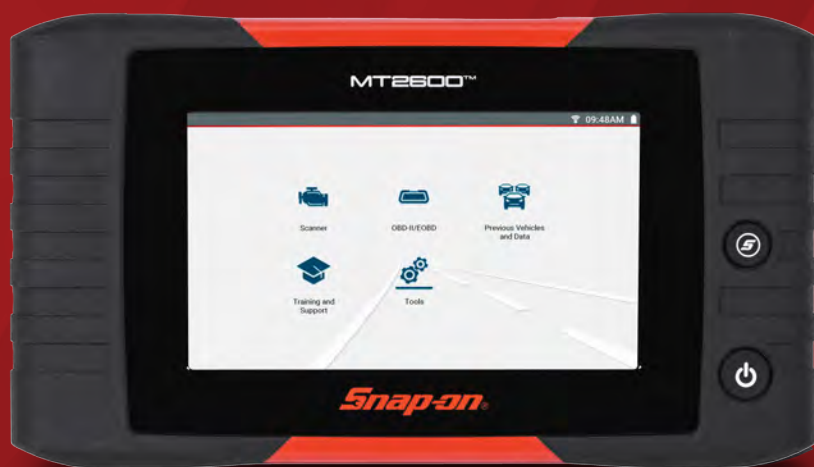 MT2600™
09:48AM
Scanner
OBD-II/EOBD
Previous Vehicles
and Data
Training and
Support
Tools
S
Snap-on®